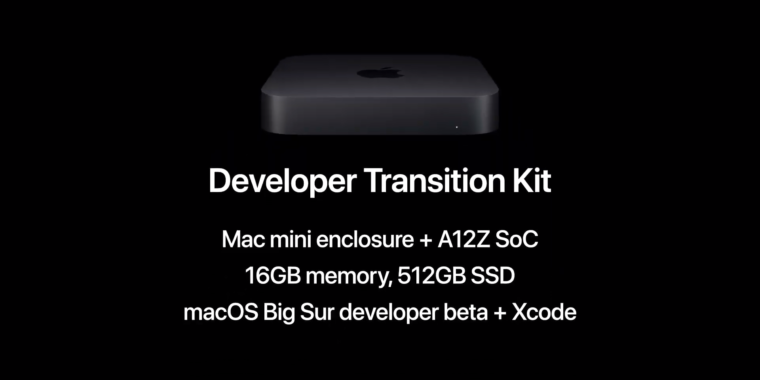 Developer Transition Kit
Mac mini enclosure + A12Z SoC
16GB memory, 512GB SSD
macOS Big Sur developer beta + Xcode